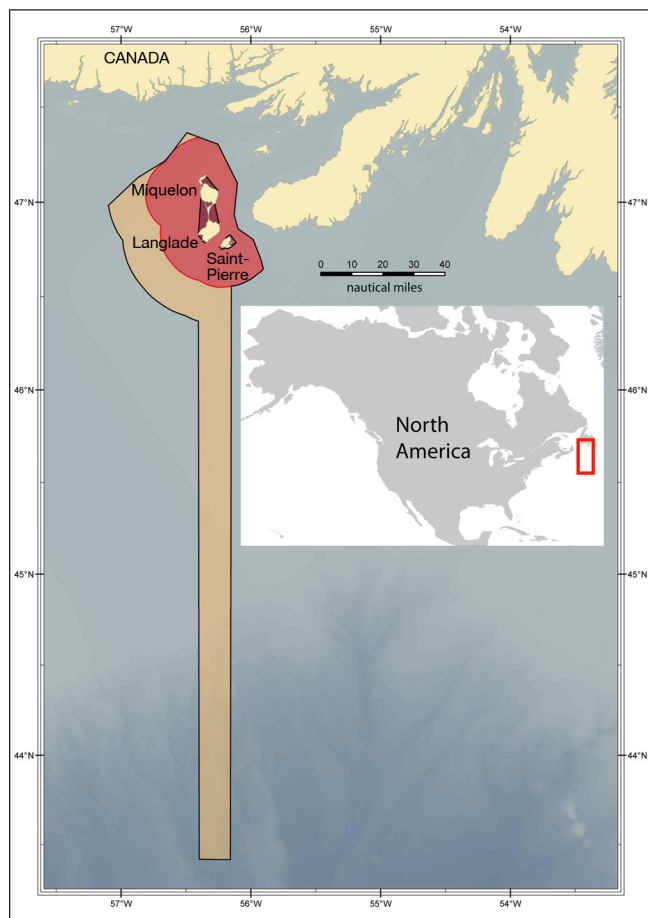 57°W 56°W 55°W 54°W
CANADA
47°N 47°N
Miquelon
Langlade
Saint-
Pierre
0 10 20 30 40
nautical miles
46°N 46°N
North
America
45°N 45°N
44°N 44°N
57°W 56°W 55°W 54°W